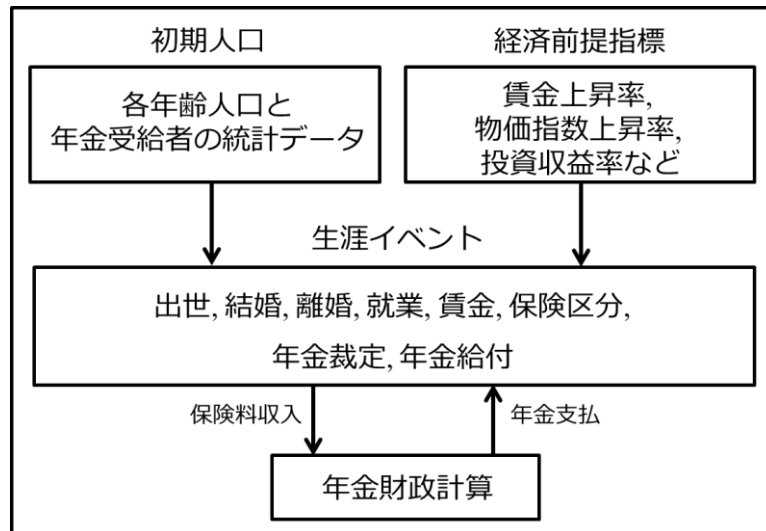 初期人口
経済前提指標
各年齢人口と
年金受給者の統計データ
賃金上昇率,
物価指数上昇率,
投資収益率など
生涯イベント
出世, 結婚, 離婚, 就業, 賃金, 保険区分,
年金裁定, 年金給付
保険料収入
年金支払
年金財政計算